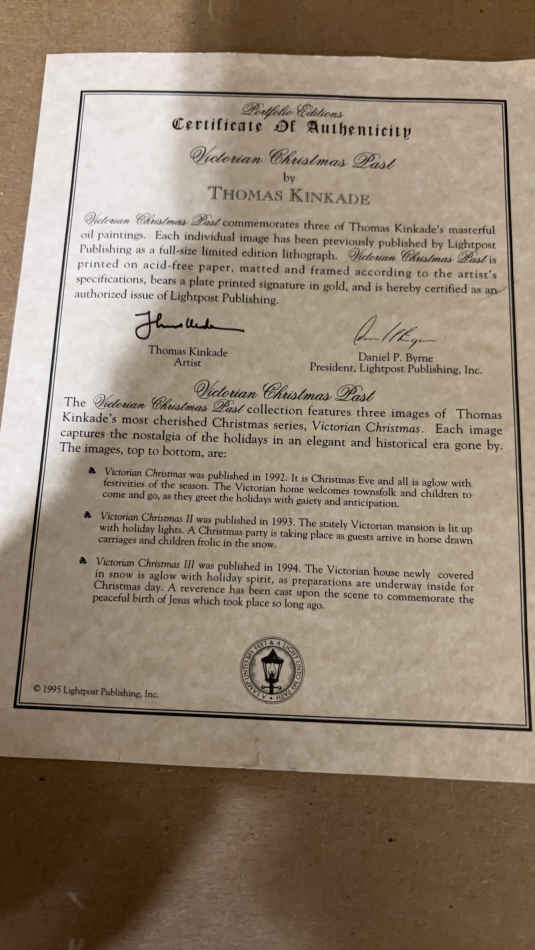 Portfolio Editions
Certificate Of Authenticity
Victorian Christmas Past
by
THOMAS KINKADE
Victorian Christmas Past commemorates three of Thomas Kinkade's masterful
oil paintings. Each individual image has been previously published by Lightpost
Publishing as a full-size limited edition lithograph. Victorian Christmas Past is
printed on acid-free paper, matted and framed according to the artist's
specifications, bears a plate printed signature in gold, and is hereby certified as an
authorized issue of Lightpost Publishing.
Thomas Kinkade
Artist
Daniel P. Byrne
President, Lightpost Publishing, Inc.
Victorian Christmas Past
The Victorian Christmas Past collection features three images of Thomas
Kinkade's most cherished Christmas series, Victorian Christmas. Each image
captures the nostalgia of the holidays in an elegant and historical era gone by.
The images, top to bottom, are:
Victorian Christmas was published in 1992. It is Christmas Eve and all is aglow with
festivities of the season. The Victorian home welcomes townsfolk and children to
come and go, as they greet the holidays with gaiety and anticipation.
Victorian Christmas II was published in 1993. The stately Victorian mansion is lit up
with holiday lights. A Christmas party is taking place as guests arrive in horse drawn
carriages and children frolic in the snow.
Victorian Christmas III was published in 1994. The Victorian house newly covered
in snow is aglow with holiday spirit, as preparations are underway inside for
Christmas day. A reverence has been cast upon the scene to commemorate the
peaceful birth of Jesus which took place so long ago.
A LAMP UNTO MY FEET & A LIGHT UNTO MY PATH
© 1995 Lightpost Publishing, Inc.